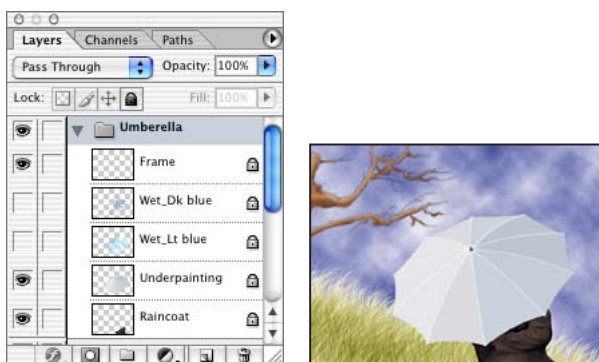 Layers Channels Paths
Pass Through Opacity: 100%
Lock: Fill: 100%
Umberella
Frame
Wet_Dk blue
Wet_Lt blue
Underpainting
Raincoat